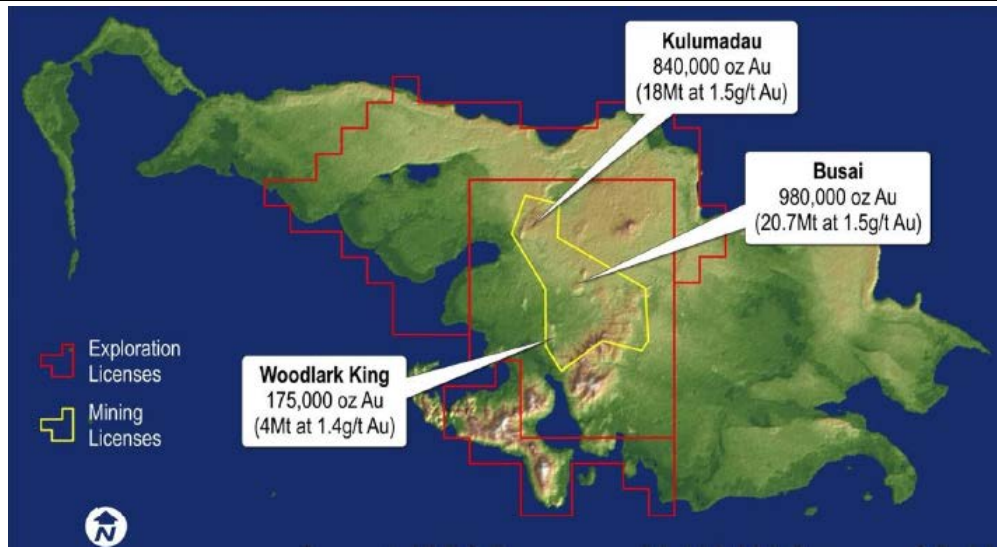 Kulumadau
840,000 oz Au
(18Mt at 1.5g/t Au)
Busai
980,000 oz Au
(20.7Mt at 1.5g/t Au)
Exploration
Licenses
Mining
Licenses
Woodlark King
175,000 oz Au
(4Mt at 1.4g/t Au)
N